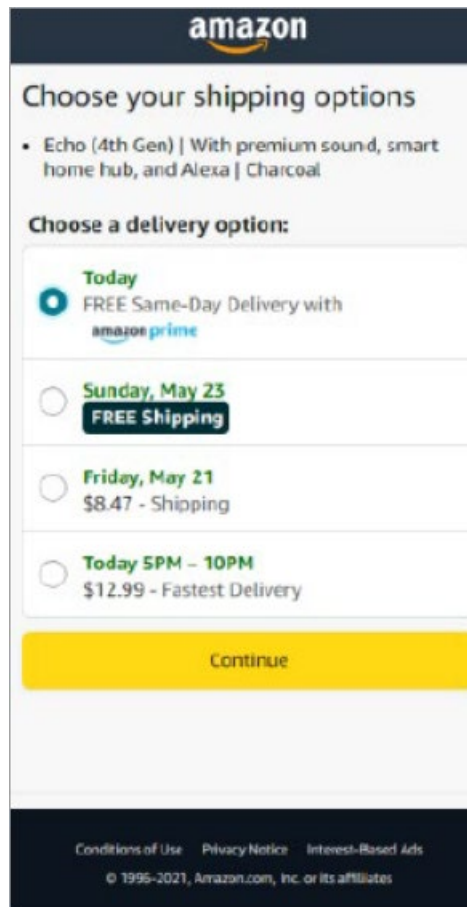 amazon
Choose your shipping options
• Echo (4th Gen) | With premium sound, smart
home hub, and Alexa | Charcoal
Choose a delivery option:
Today
FREE Same-Day Delivery with
amazon prime
Sunday, May 23
FREE Shipping
Friday, May 21
$8.47 - Shipping
Today 5PM – 10PM
$12.99 - Fastest Delivery
Continue
Conditions of Use Privacy Notice Interest-Based Ads
© 1995-2021, Amazon.com, Inc. or its affiliates